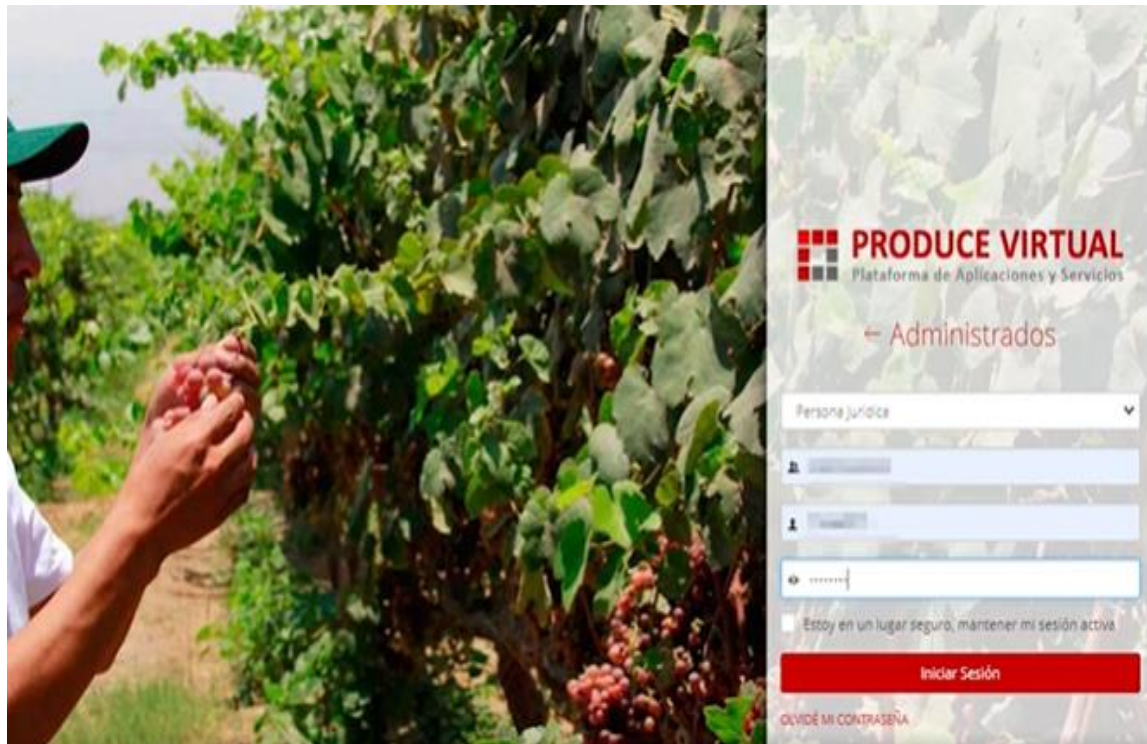 PRODUCE VIRTUAL
Plataforma de Aplicaciones y Servicios
← Administrados
Persona Jurídica
········
Estoy en un lugar seguro, mantener mi sesión activa
Iniciar Sesión
OLVIDÉ MI CONTRASEÑA